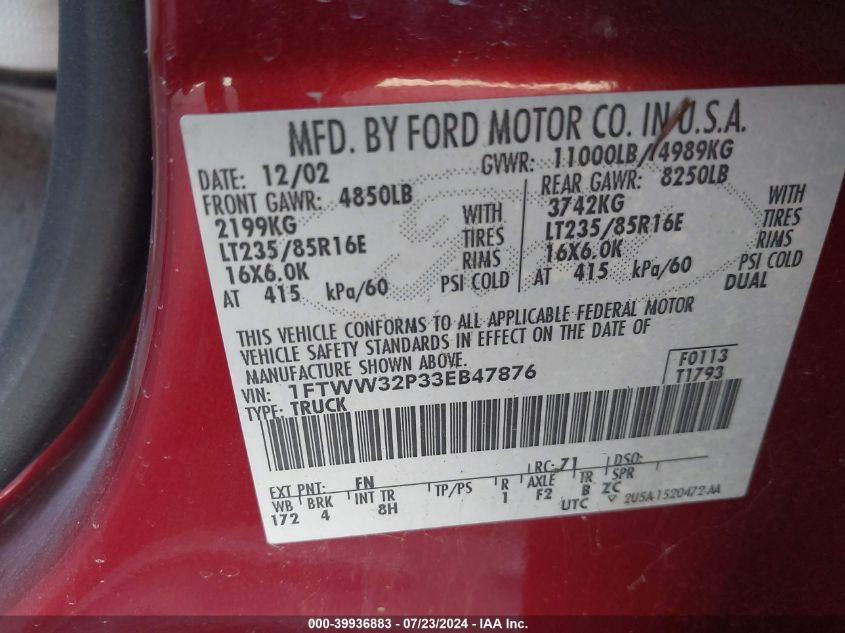 MFD. BY FORD MOTOR CO. IN U.S.A.
DATE: 12/02 GVWR: 11000LB/4989KG
FRONT GAWR: 4850LB REAR GAWR: 8250LB
2199KG WITH 3742KG WITH
LT235/85R16E TIRES LT235/85R16E TIRES
16X6.0K RIMS 16X6.0K RIMS
AT 415 kPa/60 PSI COLD AT 415 kPa/60 PSI COLD
DUAL
THIS VEHICLE CONFORMS TO ALL APPLICABLE FEDERAL MOTOR
VEHICLE SAFETY STANDARDS IN EFFECT ON THE DATE OF
MANUFACTURE SHOWN ABOVE.
VIN: 1FTWW32P33EB47876 F0113
TYPE: TRUCK T1793
EXT PNT: FN RC: 71 DSO:
WB BRK INT TR TP/PS R AXLE TR SPR
172 4 8H 1 F2 B ZC
UTC 2U5A-1520472-AA
000-39936883 / 07/23/2024 - IAA Inc.